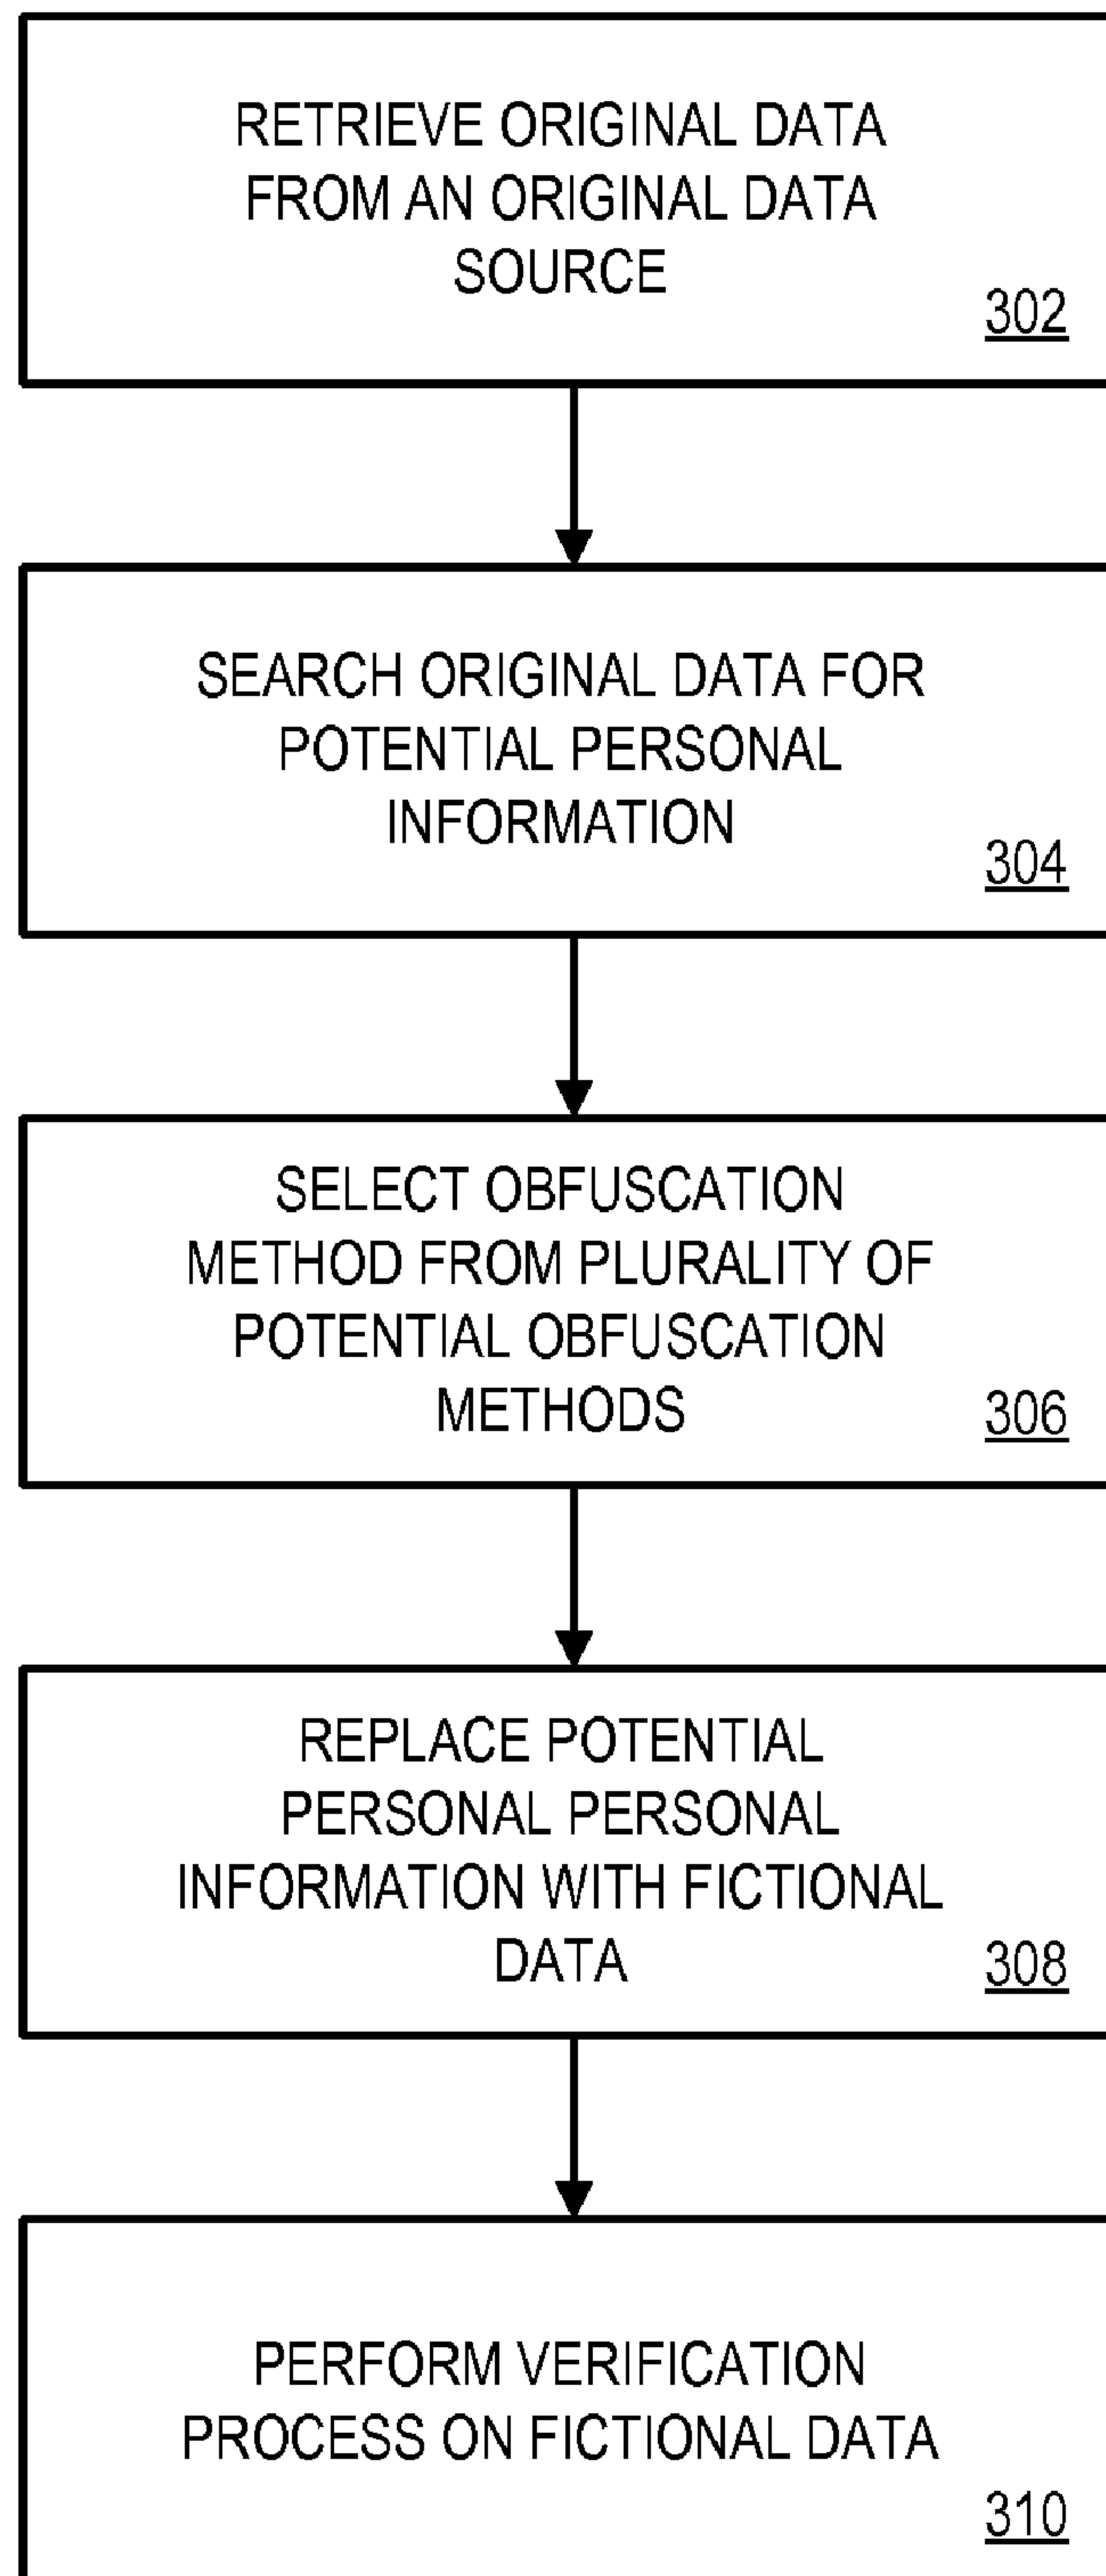 RETRIEVE ORIGINAL DATA
FROM AN ORIGINAL DATA
SOURCE
302
SEARCH ORIGINAL DATA FOR
POTENTIAL PERSONAL
INFORMATION
304
SELECT OBFUSCATION
METHOD FROM PLURALITY OF
POTENTIAL OBFUSCATION
METHODS
306
REPLACE POTENTIAL
PERSONAL PERSONAL
INFORMATION WITH FICTIONAL
DATA
308
PERFORM VERIFICATION
PROCESS ON FICTIONAL DATA
310